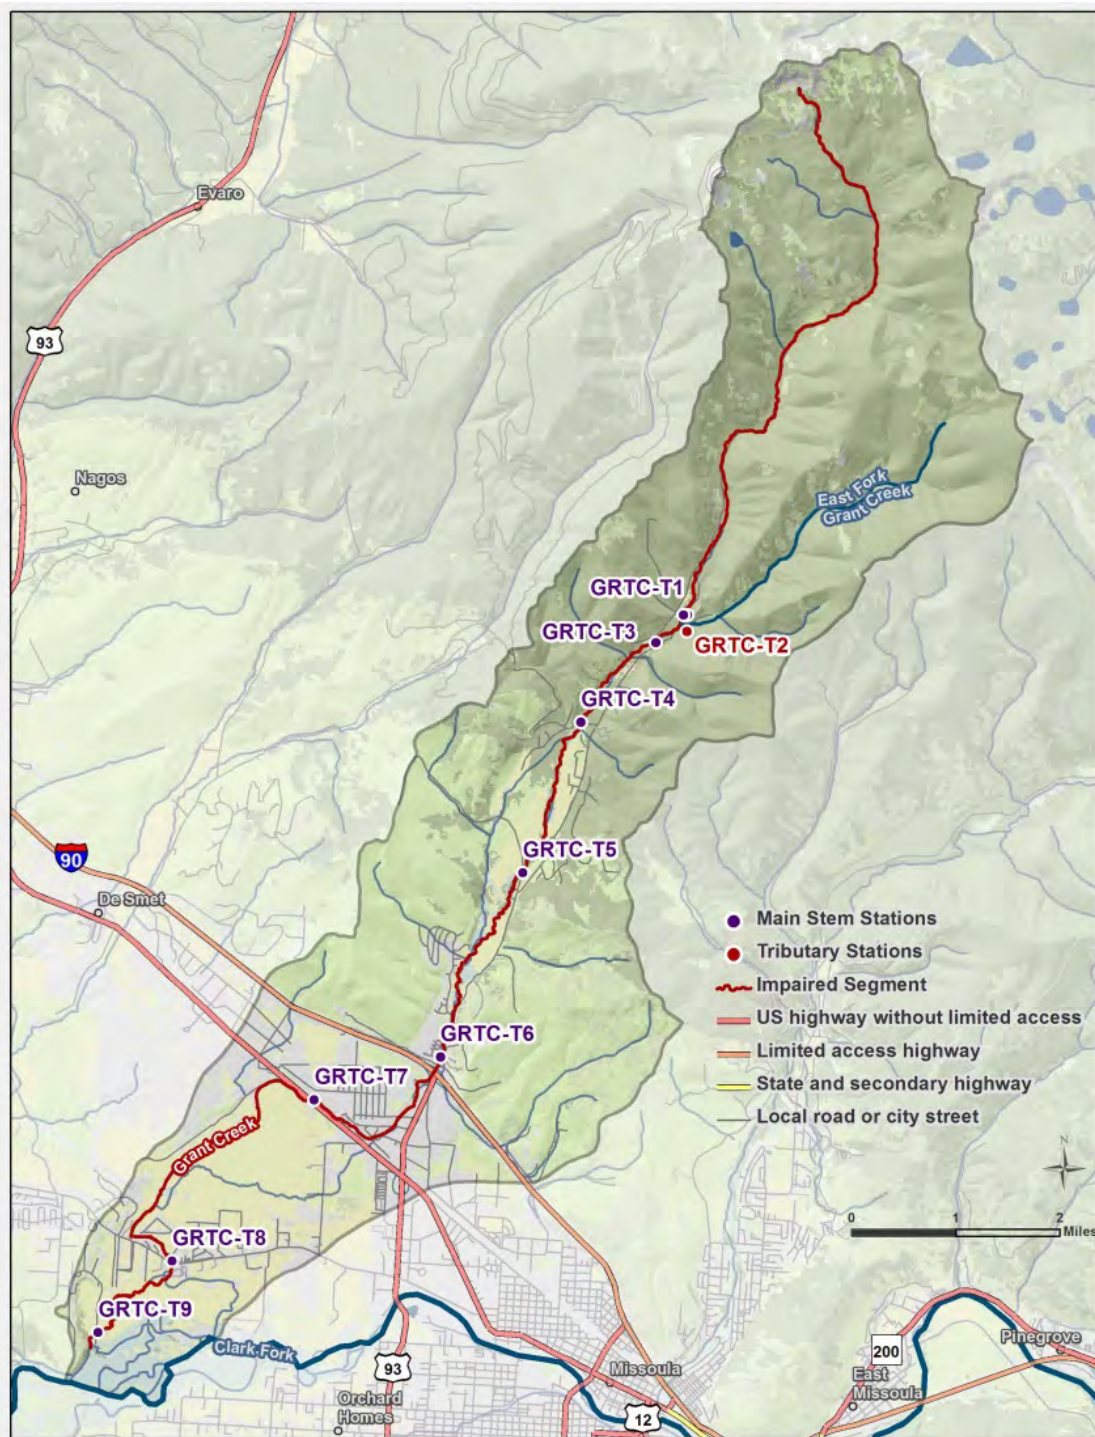 Evaro
93
Nagos
East Fork
Grant Creek
GRTC-T1
GRTC-T3
GRTC-T2
GRTC-T4
GRTC-T5
90
De Smet
Main Stem Stations
Tributary Stations
Impaired Segment
US highway without limited access
Limited access highway
State and secondary highway
Local road or city street
GRTC-T6
GRTC-T7
Grant Creek
N
0 1 2
Miles
GRTC-T8
GRTC-T9
Clark Fork
93
Orchard
Homes
Missoula
12
200
East
Missoula
Pinegrove